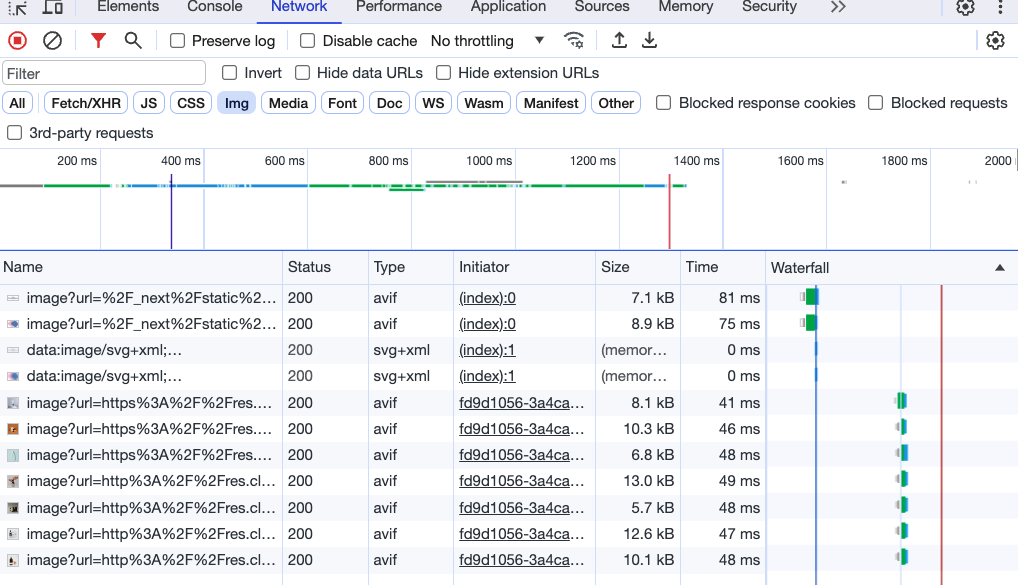 Elements Console Network Performance Application Sources Memory Security
Preserve log Disable cache No throttling
Filter Invert Hide data URLs Hide extension URLs
All Fetch/XHR JS CSS Img Media Font Doc WS Wasm Manifest Other Blocked response cookies Blocked requests
3rd-party requests
200 ms 400 ms 600 ms 800 ms 1000 ms 1200 ms 1400 ms 1600 ms 1800 ms 2000
Name Status Type Initiator Size Time Waterfall
image?url=%2F_next%2Fstatic%2... 200 avif (index):0 7.1 kB 81 ms
image?url=%2F_next%2Fstatic%2... 200 avif (index):0 8.9 kB 75 ms
data:image/svg+xml;... 200 svg+xml (index):1 (memor... 0 ms
data:image/svg+xml;... 200 svg+xml (index):1 (memor... 0 ms
image?url=https%3A%2F%2Fres.... 200 avif fd9d1056-3a4ca... 8.1 kB 41 ms
image?url=https%3A%2F%2Fres.... 200 avif fd9d1056-3a4ca... 10.3 kB 46 ms
image?url=https%3A%2F%2Fres.... 200 avif fd9d1056-3a4ca... 6.8 kB 48 ms
image?url=http%3A%2F%2Fres.cl... 200 avif fd9d1056-3a4ca... 13.0 kB 49 ms
image?url=http%3A%2F%2Fres.cl... 200 avif fd9d1056-3a4ca... 5.7 kB 48 ms
image?url=http%3A%2F%2Fres.cl... 200 avif fd9d1056-3a4ca... 12.6 kB 47 ms
image?url=http%3A%2F%2Fres.cl... 200 avif fd9d1056-3a4ca... 10.1 kB 48 ms